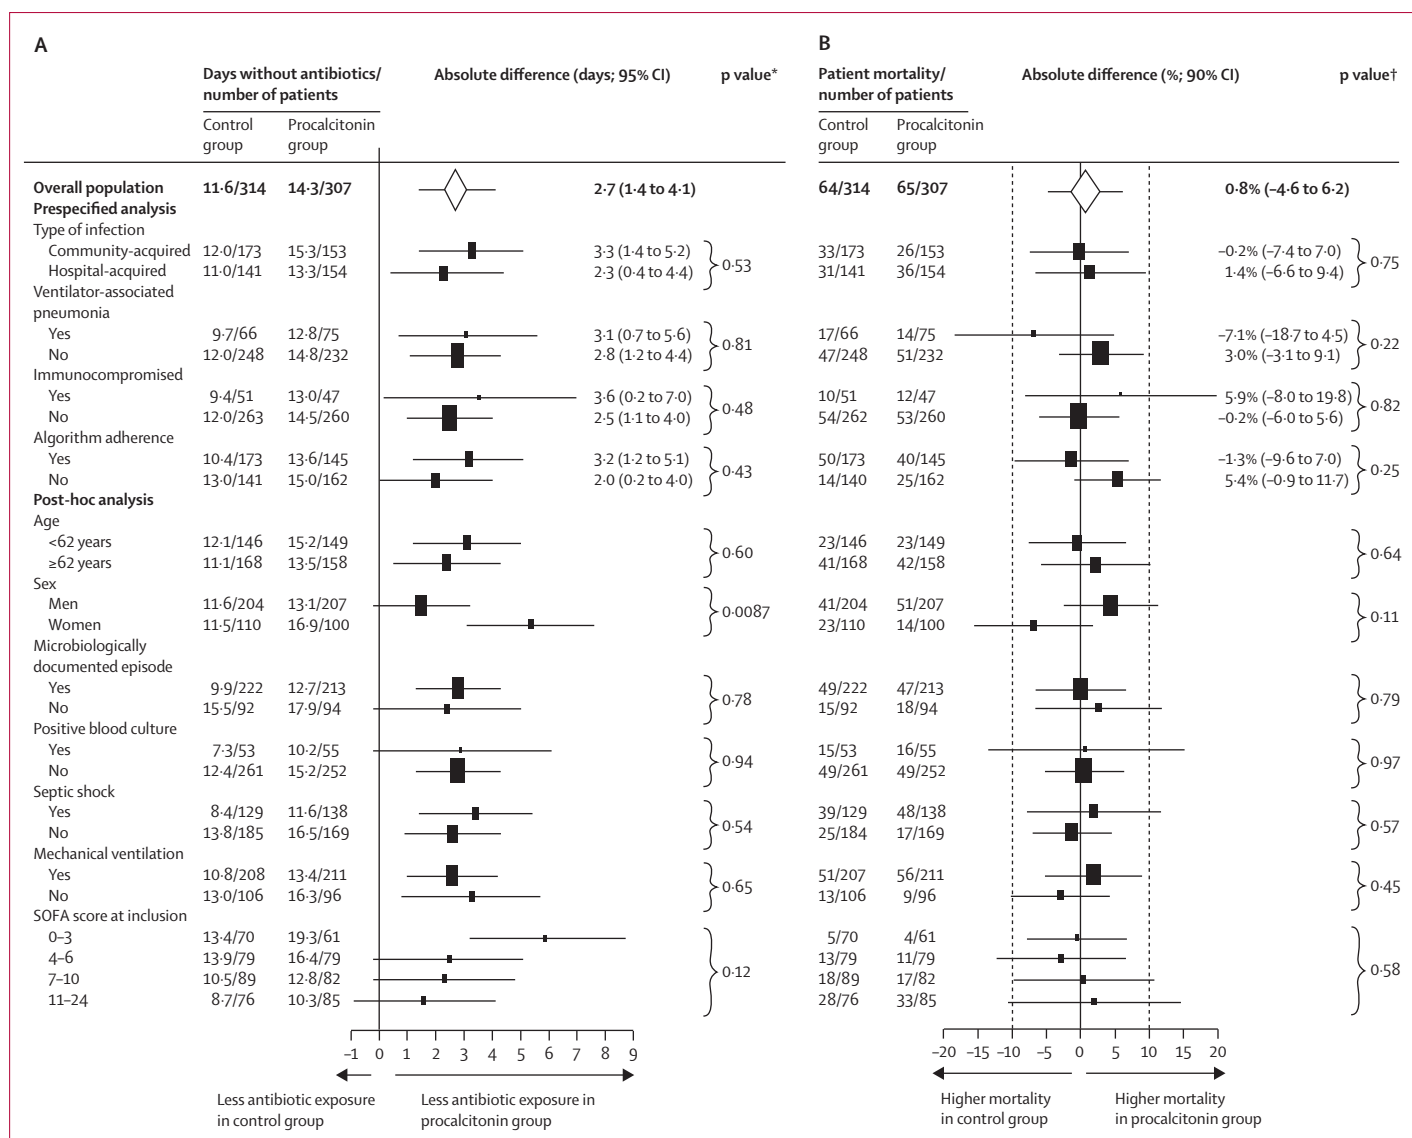 A
B
Days without antibiotics/ Absolute difference (days; 95% CI) p value* Patient mortality/ Absolute difference (%; 90% CI) p value†
number of patients number of patients
Control Procalcitonin Control Procalcitonin
group group group group
Overall population 11·6/314 14·3/307 2·7 (1·4 to 4·1) 64/314 65/307 0·8% (–4·6 to 6·2)
Prespecified analysis
Type of infection
Community-acquired 12·0/173 15·3/153 3·3 (1·4 to 5·2) 33/173 26/153 –0·2% (–7·4 to 7·0)
0·53 0·75
Hospital-acquired 11·0/141 13·3/154 2·3 (0·4 to 4·4) 31/141 36/154 1·4% (–6·6 to 9·4)
Ventilator-associated
pneumonia
Yes 9·7/66 12·8/75 3·1 (0·7 to 5·6) 17/66 14/75 –7·1% (–18·7 to 4·5)
0·81 0·22
No 12·0/248 14·8/232 2·8 (1·2 to 4·4) 47/248 51/232 3·0% (–3·1 to 9·1)
Immunocompromised
Yes 9·4/51 13·0/47 3·6 (0·2 to 7·0) 10/51 12/47 5·9% (–8·0 to 19·8)
0·48 0·82
No 12·0/263 14·5/260 2·5 (1·1 to 4·0) 54/262 53/260 –0·2% (–6·0 to 5·6)
Algorithm adherence
Yes 10·4/173 13·6/145 3·2 (1·2 to 5·1) 50/173 40/145 –1·3% (–9·6 to 7·0)
0·43 0·25
No 13·0/141 15·0/162 2·0 (0·2 to 4·0) 14/140 25/162 5·4% (–0·9 to 11·7)
Post-hoc analysis
Age
<62 years 12·1/146 15·2/149 23/146 23/149
0·60 0·64
≥62 years 11·1/168 13·5/158 41/168 42/158
Sex
Men 11·6/204 13·1/207 41/204 51/207
0·0087 0·11
Women 11·5/110 16·9/100 23/110 14/100
Microbiologically
documented episode
Yes 9·9/222 12·7/213 49/222 47/213
0·78 0·79
No 15·5/92 17·9/94 15/92 18/94
Positive blood culture
Yes 7·3/53 10·2/55 15/53 16/55
0·94 0·97
No 12·4/261 15·2/252 49/261 49/252
Septic shock
Yes 8·4/129 11·6/138 39/129 48/138
0·54 0·57
No 13·8/185 16·5/169 25/184 17/169
Mechanical ventilation
Yes 10·8/208 13·4/211 51/207 56/211
0·65 0·45
No 13·0/106 16·3/96 13/106 9/96
SOFA score at inclusion
0–3 13·4/70 19·3/61 5/70 4/61
4–6 13·9/79 16·4/79 13/79 11/79
0·12 0·58
7–10 10·5/89 12·8/82 18/89 17/82
11–24 8·7/76 10·3/85 28/76 33/85
–1 0 1 2 3 4 5 6 7 8 9 –20 –15 –10 –5 0 5 10 15 20
Less antibiotic exposure Less antibiotic exposure in Higher mortality Higher mortality
in control group procalcitonin group in control group in procalcitonin group